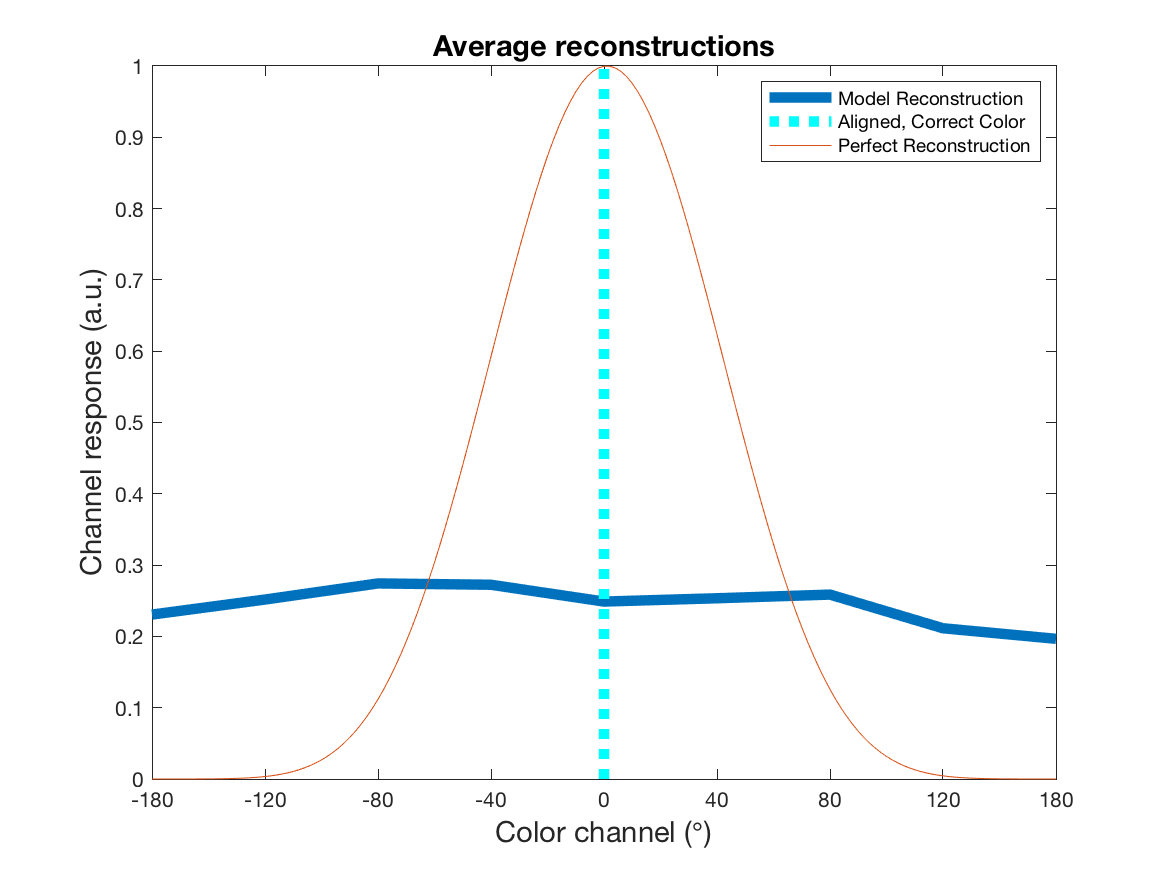 Average reconstructions
Model Reconstruction
Aligned, Correct Color
Perfect Reconstruction
Channel response (a.u.)
1
0.9
0.8
0.7
0.6
0.5
0.4
0.3
0.2
0.1
0
-180 -120 -80 -40 0 40 80 120 180
Color channel (°)